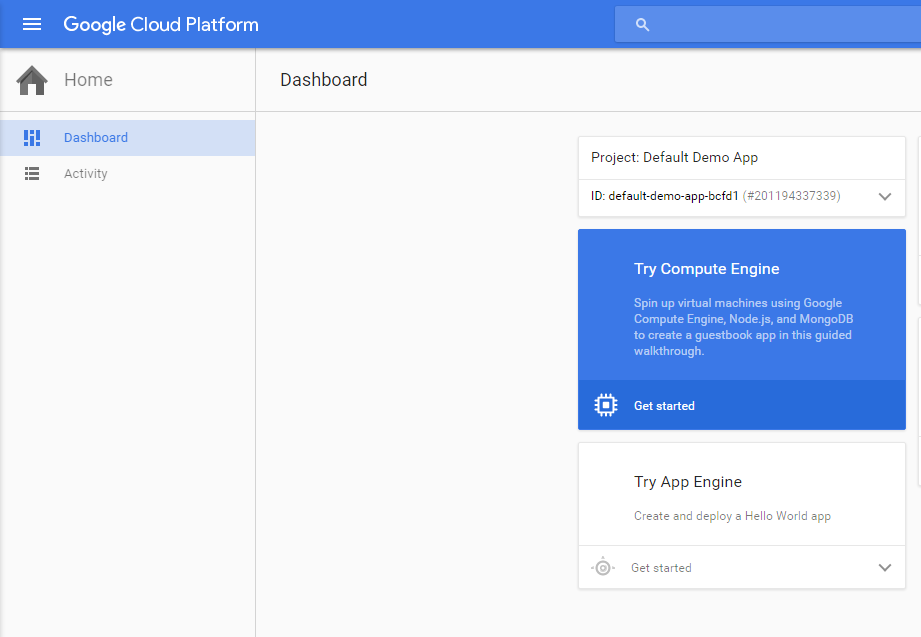 Google Cloud Platform
Home
Dashboard
Dashboard
Activity
Project: Default Demo App
ID: default-demo-app-bcfd1 (#201194337339)
Try Compute Engine
Spin up virtual machines using Google
Compute Engine, Node.js, and MongoDB
to create a guestbook app in this guided
walkthrough.
Get started
Try App Engine
Create and deploy a Hello World app
Get started